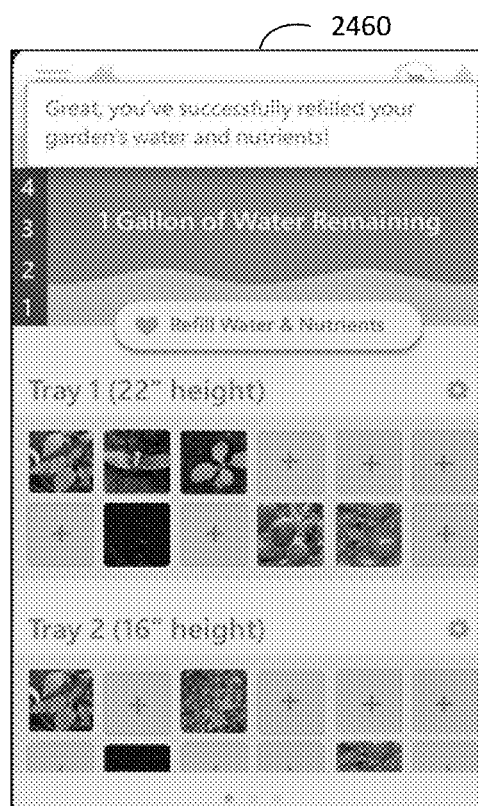 2460
Great, you've successfully refilled your
garden's water and nutrients!
4
3
2
1
1 Gallon of Water Remaining
Refill Water & Nutrients
Tray 1 (22" height)
Tray 2 (16" height)